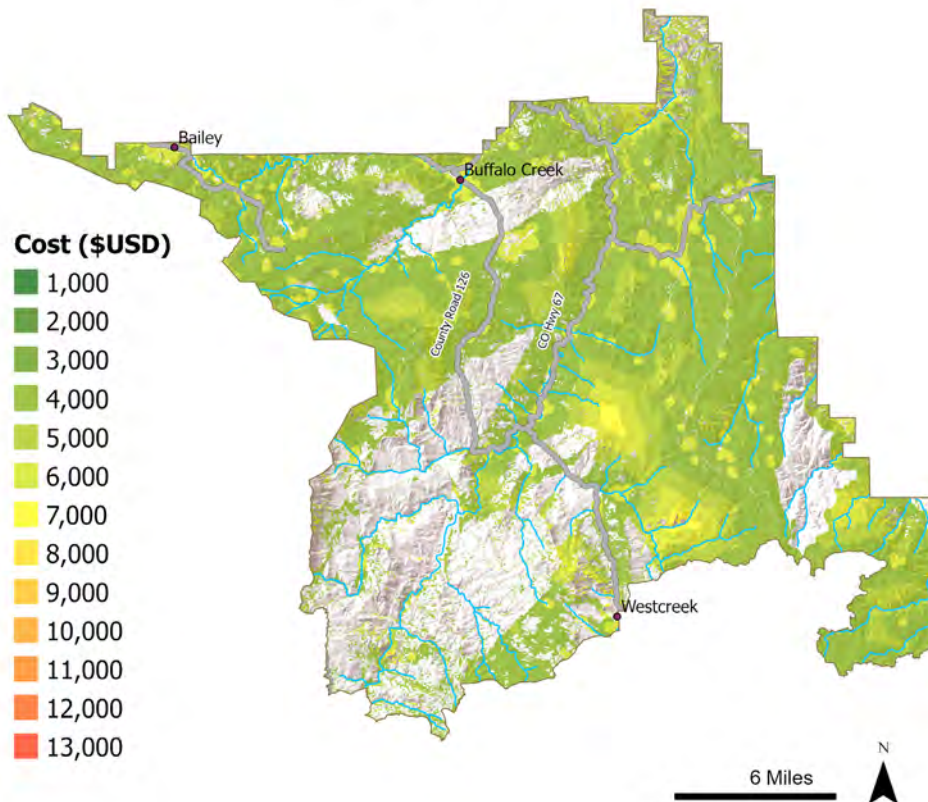 Bailey
Buffalo Creek
Cost ($USD)
1,000
2,000
3,000
4,000
5,000
6,000
7,000
8,000
9,000
10,000
11,000
12,000
13,000
County Road 126
CO Hwy 67
Westcreek
6 Miles
N